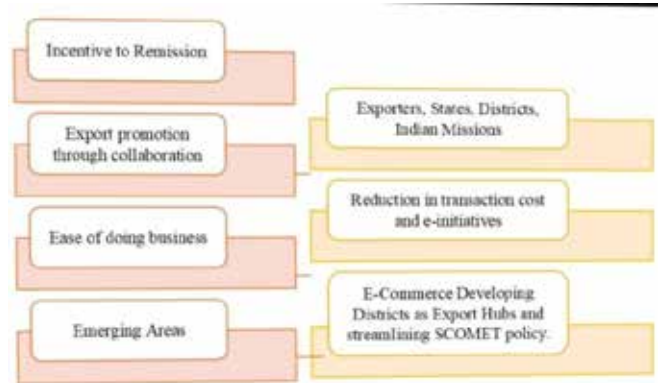 Incentive to Remission
Export promotion
through collaboration
Exporters, States, Districts,
Indian Missions
Ease of doing business
Reduction in transaction cost
and e-initiatives
Emerging Areas
E-Commerce Developing
Districts as Export Hubs and
streamlining SCOMET policy.